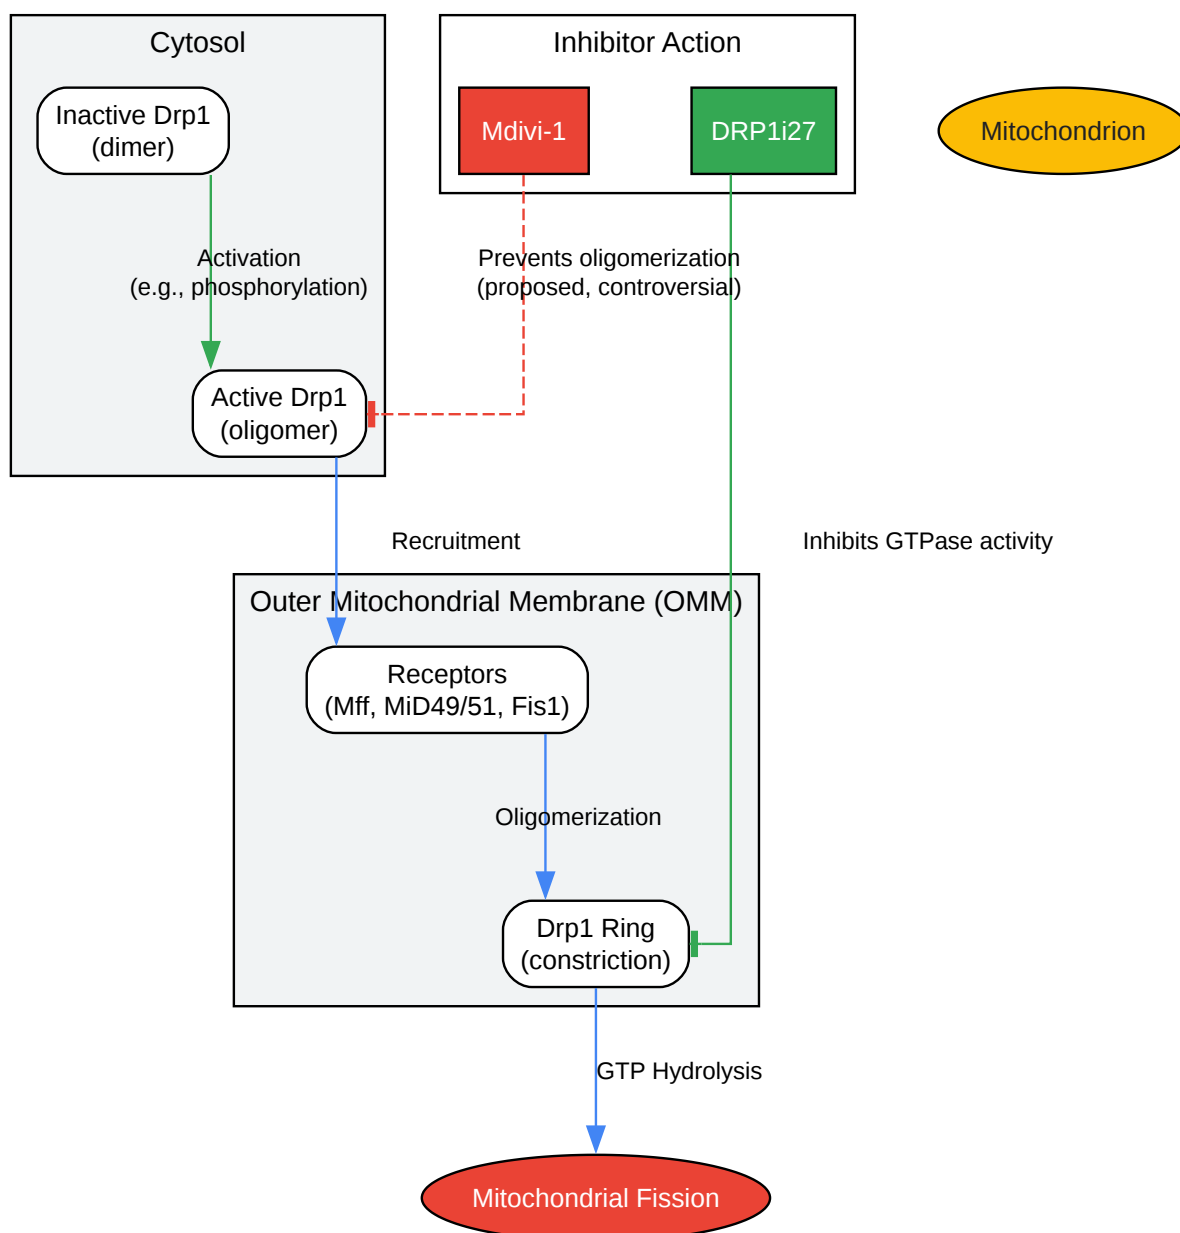 Cytosol
Inhibitor Action
Inactive Drp1
(dimer)
Mdivi-1
DRP1i27
Mitochondrion
Activation
(e.g., phosphorylation)
Prevents oligomerization
(proposed, controversial)
Active Drp1
(oligomer)
Recruitment
Inhibits GTPase activity
Outer Mitochondrial Membrane (OMM)
Receptors
(Mff, MiD49/51, Fis1)
Oligomerization
Drp1 Ring
(constriction)
GTP Hydrolysis
Mitochondrial Fission